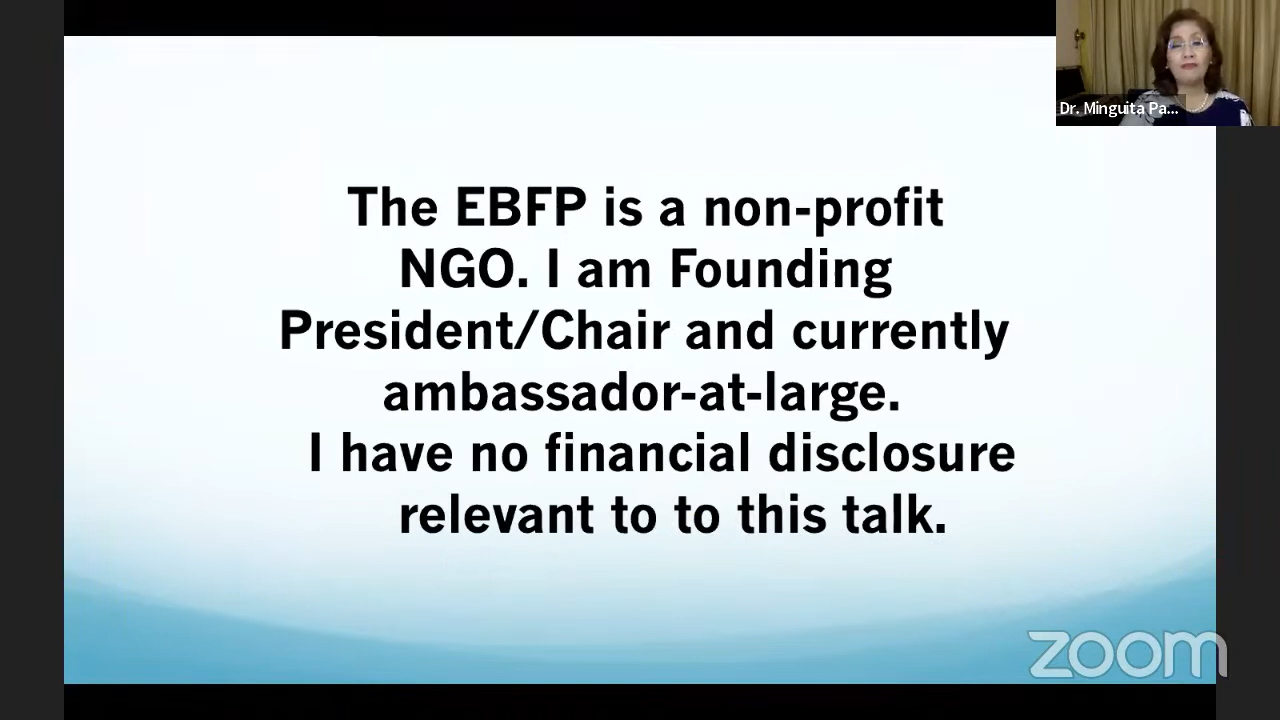 Dr. Minguita Pa...
The EBFP is a non-profit
NGO. I am Founding
President/Chair and currently
ambassador-at-large.
I have no financial disclosure
relevant to to this talk.
zoom